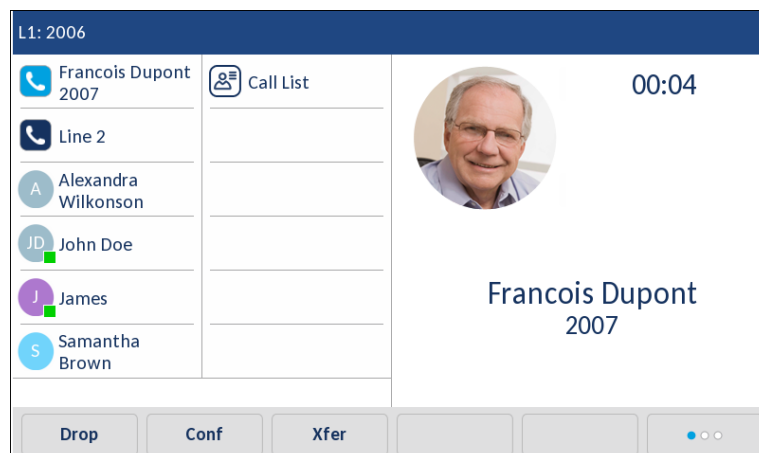 L1: 2006
Francois Dupont
2007
Line 2
A
Alexandra
Wilkonson
JD
John Doe
J
James
S
Samantha
Brown
Call List
00:04
Francois Dupont
2007
Drop
Conf
Xfer